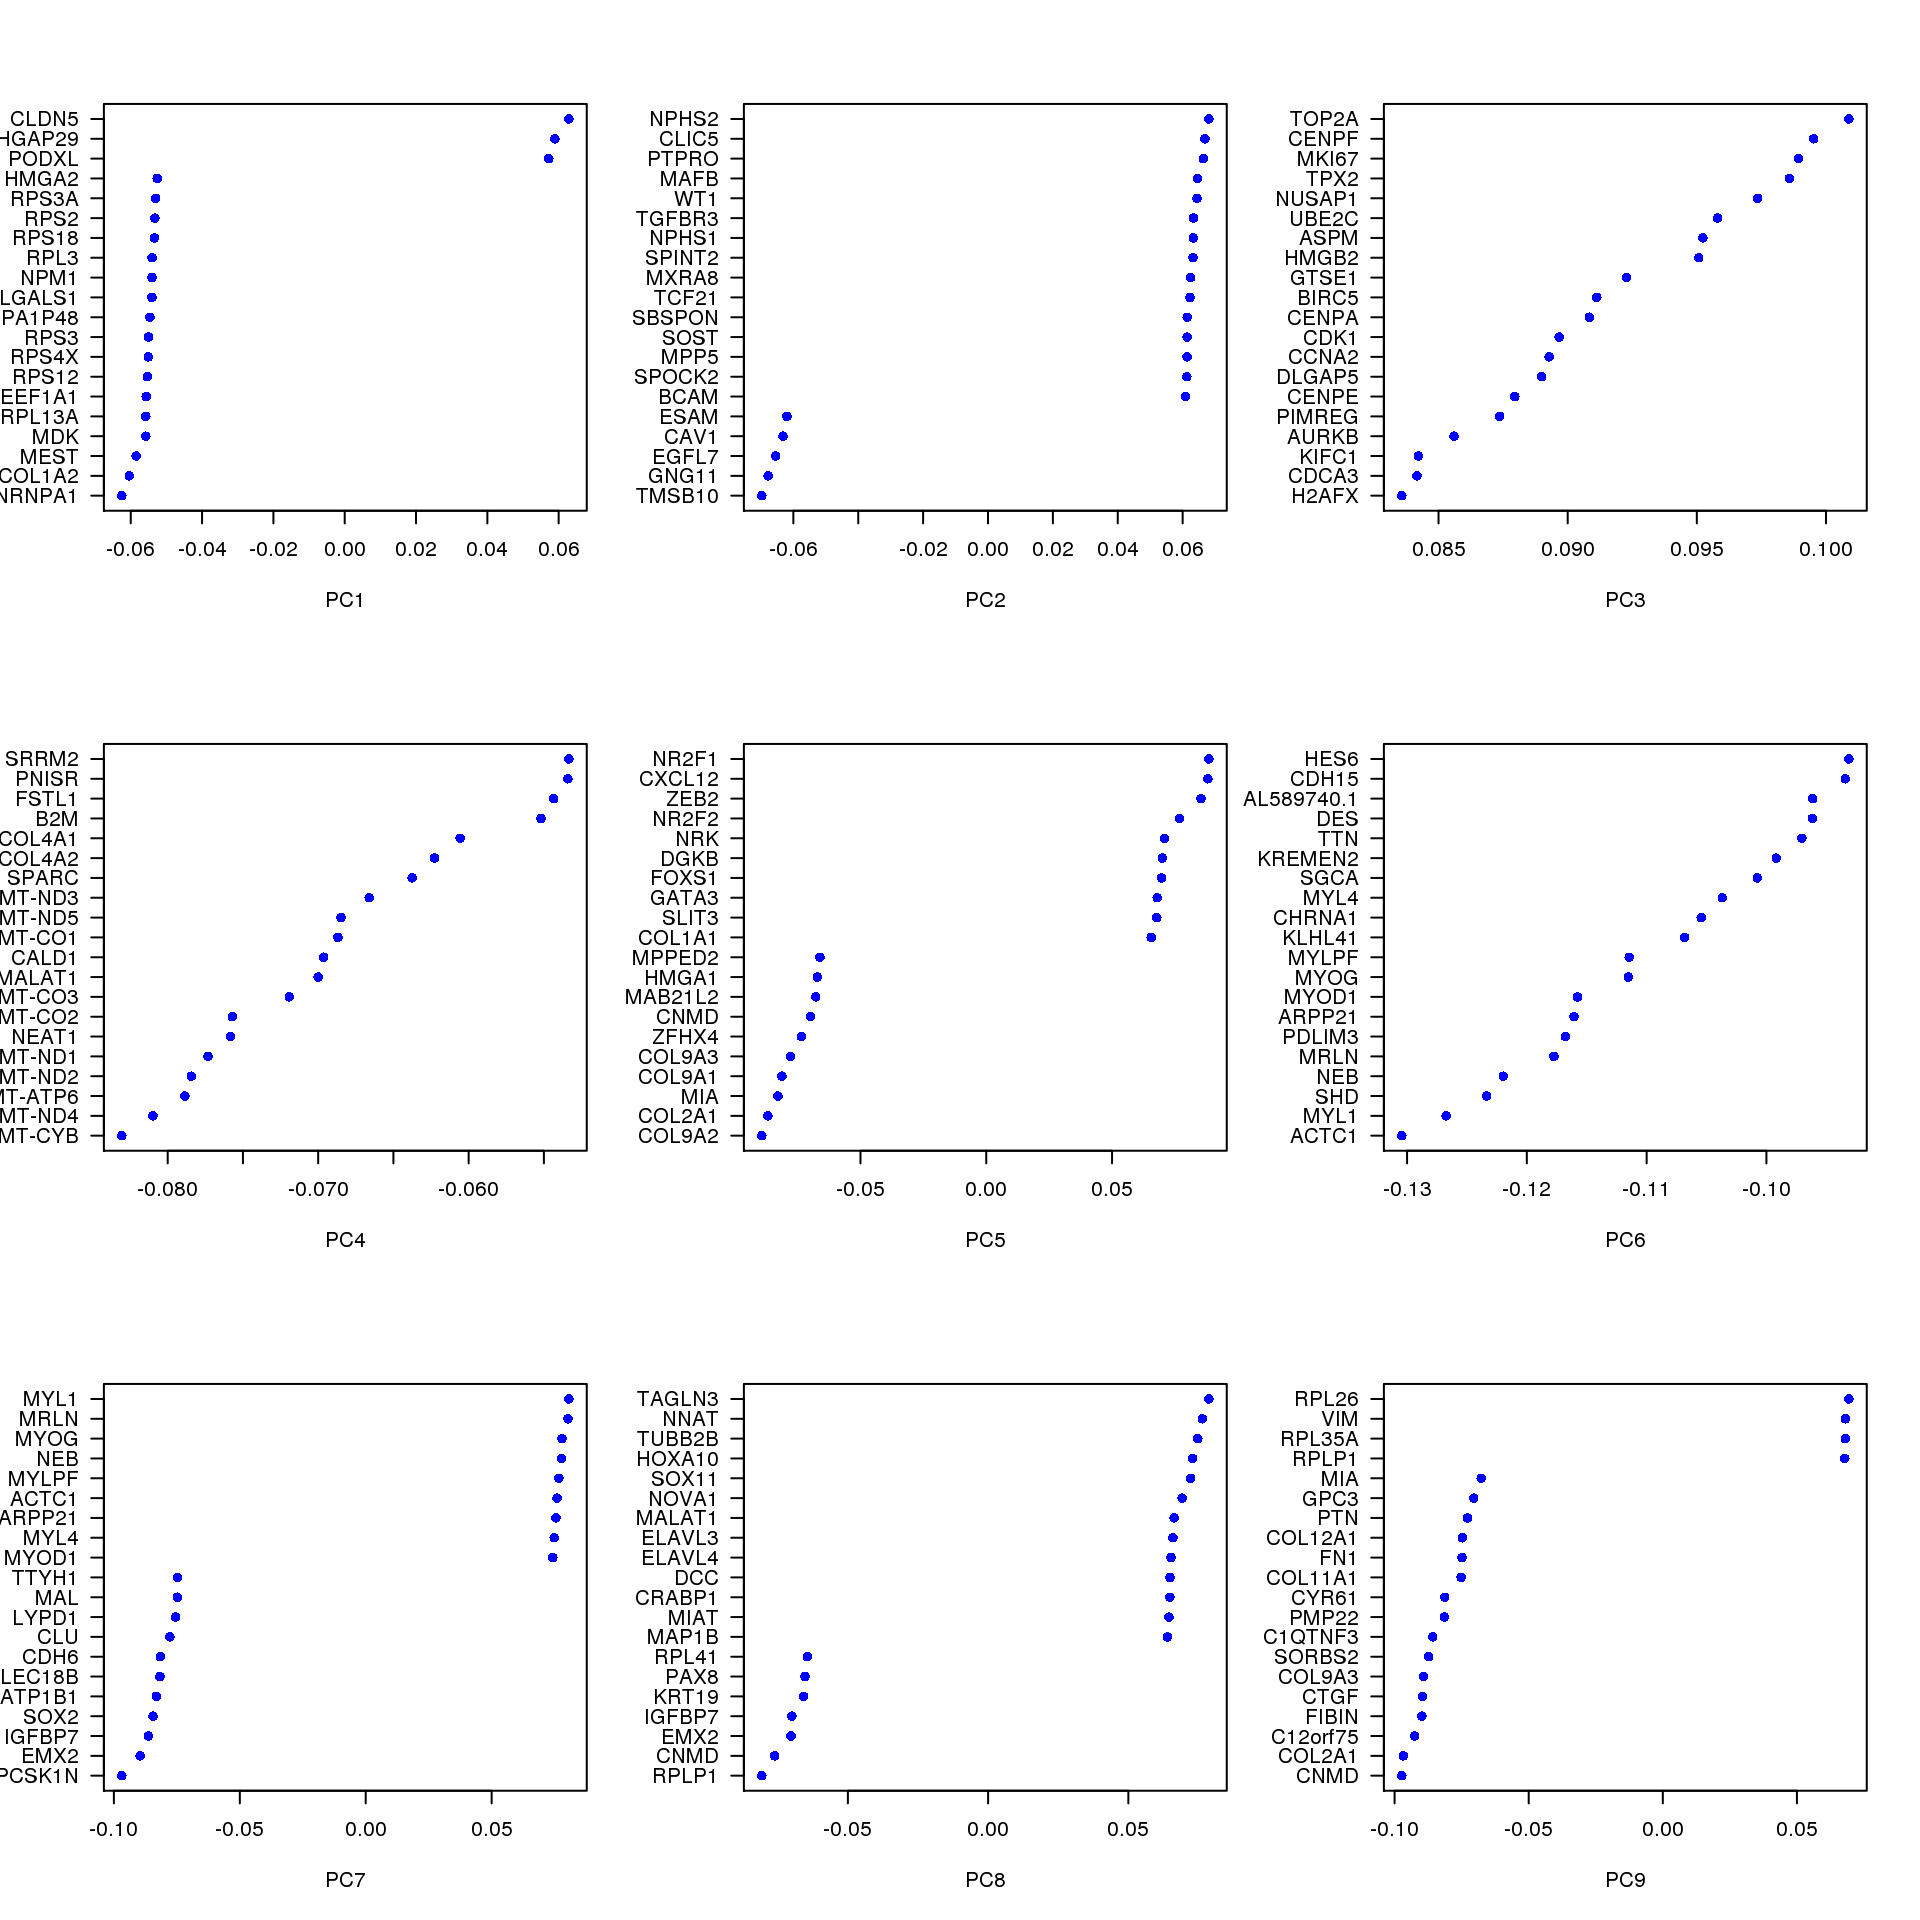 CLDN5
HGAP29
PODXL
HMGA2
RPS3A
RPS2
RPS18
RPL3
NPM1
LGALS1
PA1P48
RPS3
RPS4X
RPS12
EEF1A1
RPL13A
MDK
MEST
COL1A2
NRNPA1
-0.06 -0.04 -0.02 0.00 0.02 0.04 0.06
PC1
NPHS2
CLIC5
PTPRO
MAFB
WT1
TGFBR3
NPHS1
SPINT2
MXRA8
TCF21
SBSPON
SOST
MPP5
SPOCK2
BCAM
ESAM
CAV1
EGFL7
GNG11
TMSB10
-0.06 -0.02 0.00 0.02 0.04 0.06
PC2
TOP2A
CENPF
MKI67
TPX2
NUSAP1
UBE2C
ASPM
HMGB2
GTSE1
BIRC5
CENPA
CDK1
CCNA2
DLGAP5
CENPE
PIMREG
AURKB
KIFC1
CDCA3
H2AFX
0.085 0.090 0.095 0.100
PC3
SRRM2
PNISR
FSTL1
B2M
COL4A1
COL4A2
SPARC
MT-ND3
MT-ND5
MT-CO1
CALD1
MALAT1
MT-CO3
MT-CO2
NEAT1
MT-ND1
MT-ND2
MT-ATP6
MT-ND4
MT-CYB
-0.080 -0.070 -0.060
PC4
NR2F1
CXCL12
ZEB2
NR2F2
NRK
DGKB
FOXS1
GATA3
SLIT3
COL1A1
MPPED2
HMGA1
MAB21L2
CNMD
ZFHX4
COL9A3
COL9A1
MIA
COL2A1
COL9A2
-0.05 0.00 0.05
PC5
HES6
CDH15
AL589740.1
DES
TTN
KREMEN2
SGCA
MYL4
CHRNA1
KLHL41
MYLPF
MYOG
MYOD1
ARPP21
PDLIM3
MRLN
NEB
SHD
MYL1
ACTC1
-0.13 -0.12 -0.11 -0.10
PC6
MYL1
MRLN
MYOG
NEB
MYLPF
ACTC1
ARPP21
MYL4
MYOD1
TTYH1
MAL
LYPD1
CLU
CDH6
LEC18B
ATP1B1
SOX2
IGFBP7
EMX2
PCSK1N
-0.10 -0.05 0.00 0.05
PC7
TAGLN3
NNAT
TUBB2B
HOXA10
SOX11
NOVA1
MALAT1
ELAVL3
ELAVL4
DCC
CRABP1
MIAT
MAP1B
RPL41
PAX8
KRT19
IGFBP7
EMX2
CNMD
RPLP1
-0.05 0.00 0.05
PC8
RPL26
VIM
RPL35A
RPLP1
MIA
GPC3
PTN
COL12A1
FN1
COL11A1
CYR61
PMP22
C1QTNF3
SORBS2
COL9A3
CTGF
FIBIN
C12orf75
COL2A1
CNMD
-0.10 -0.05 0.00 0.05
PC9